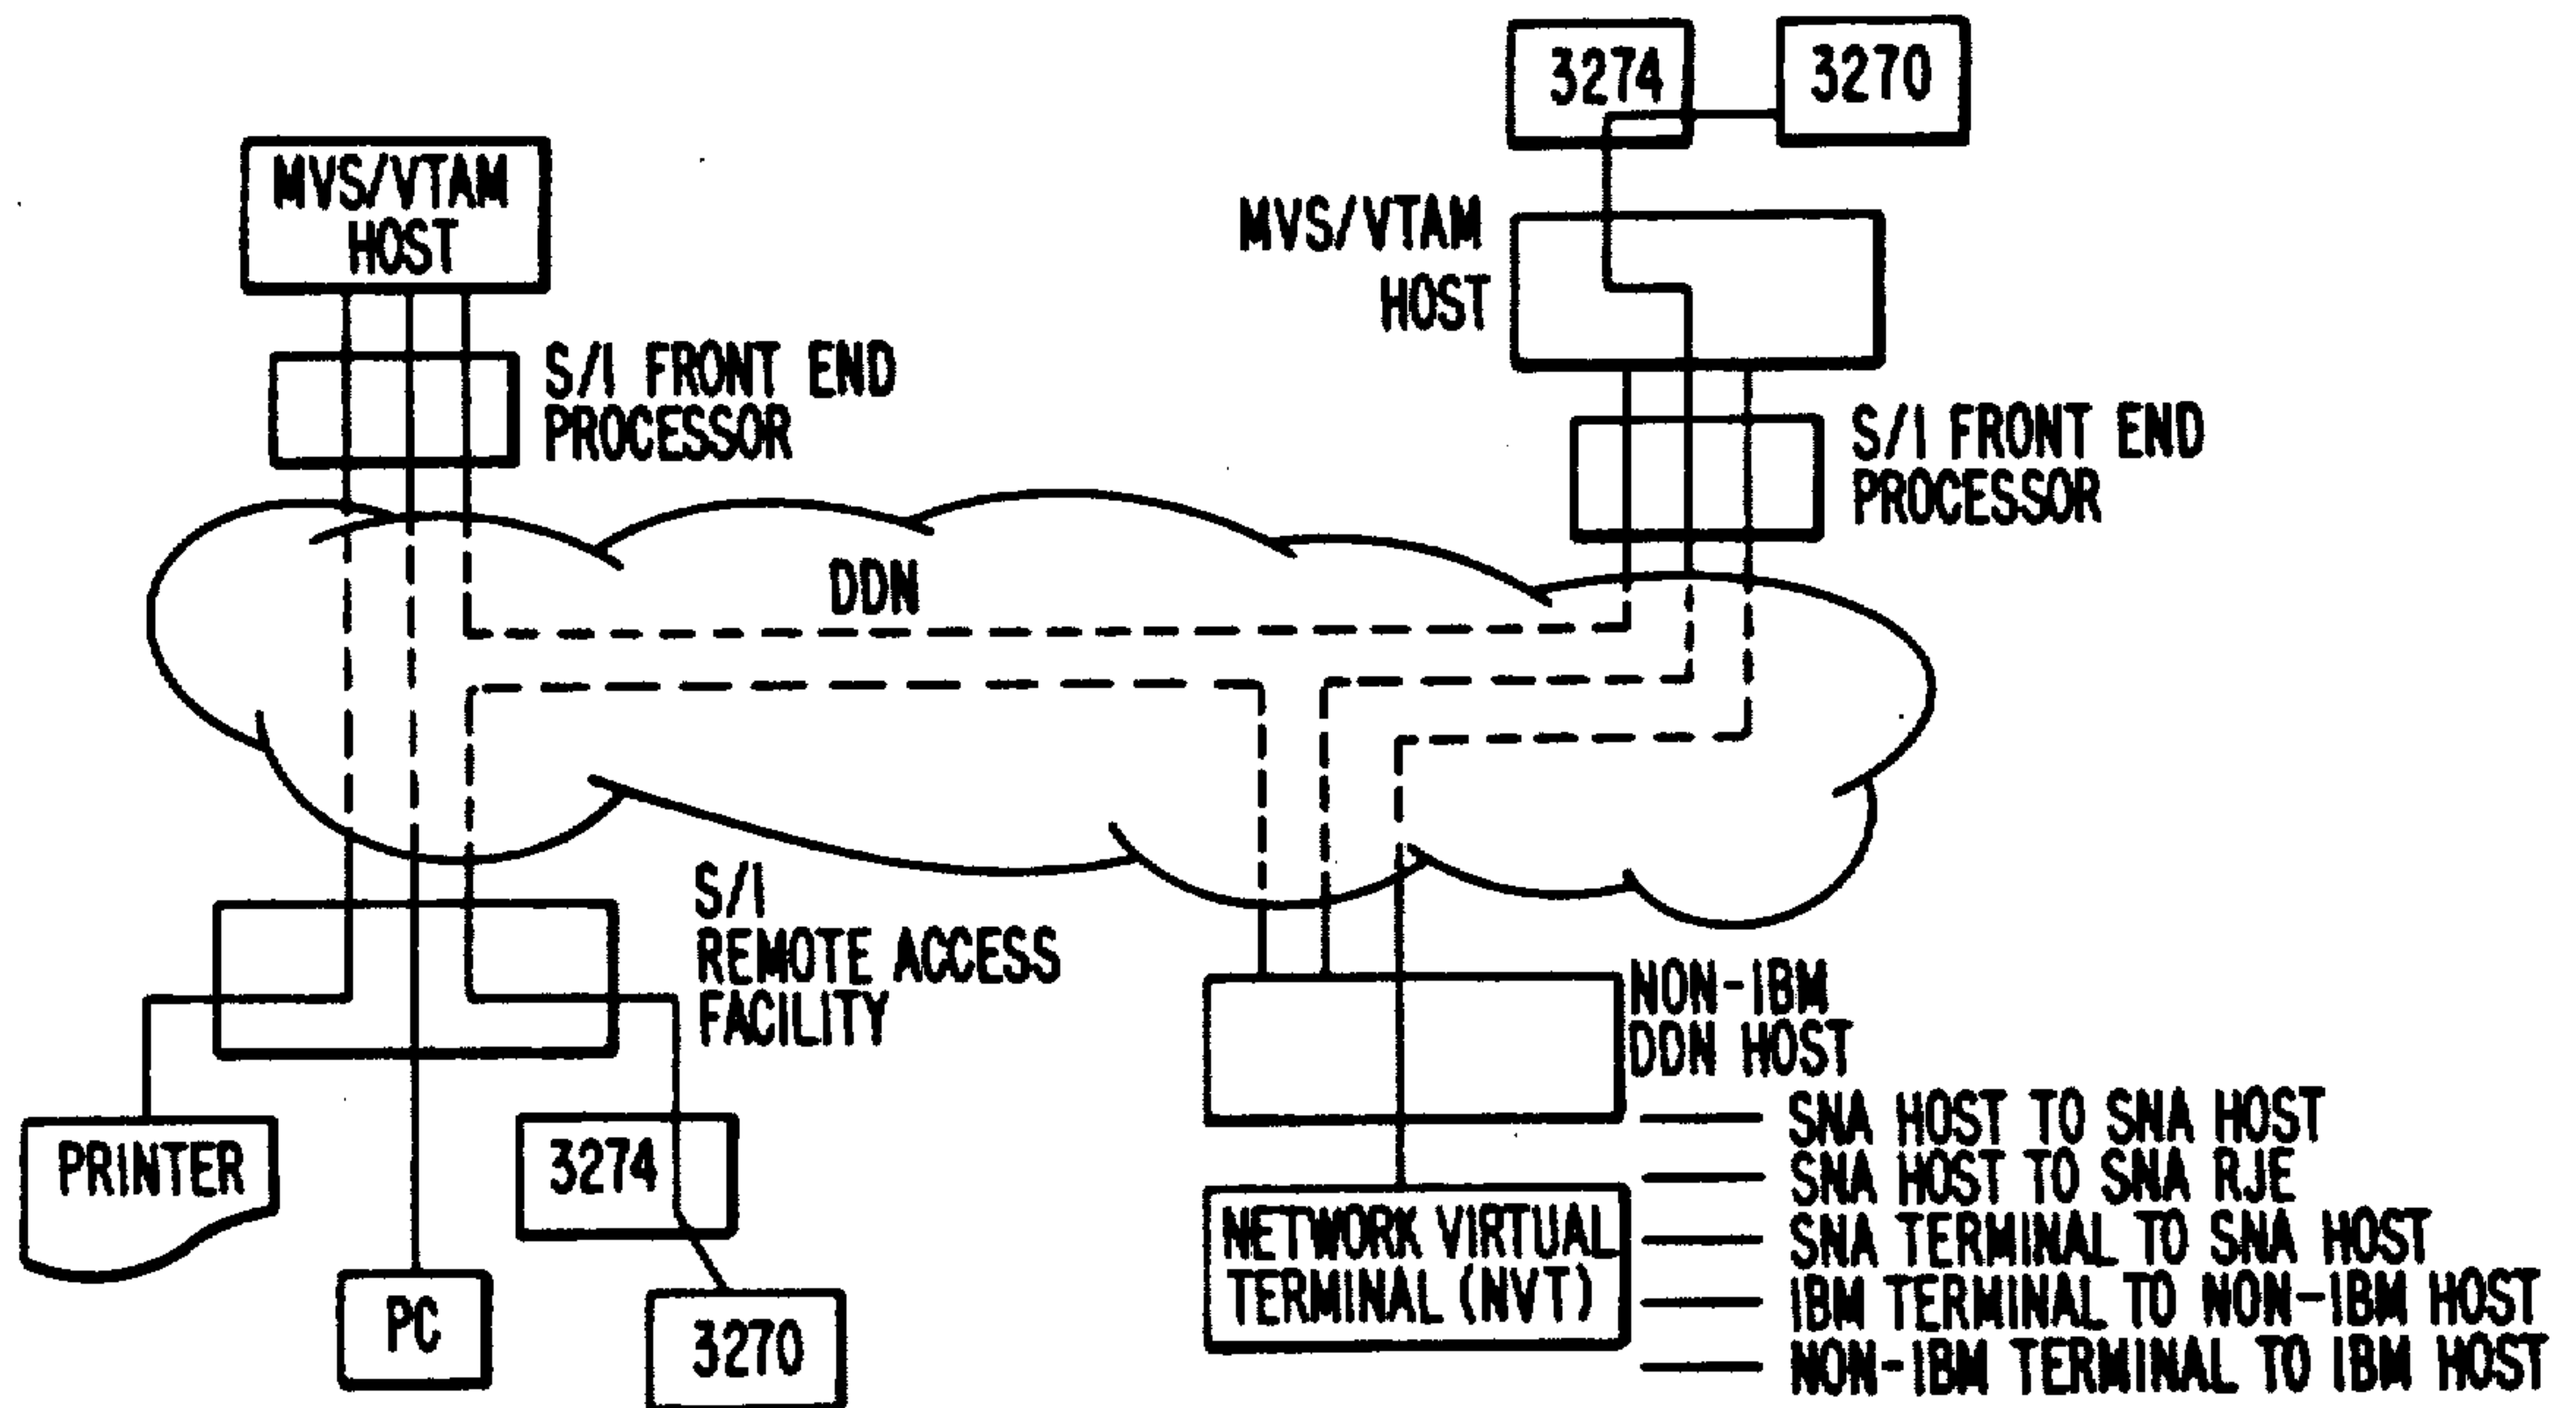 3274
3270
MVS/VTAM
HOST
MVS/VTAM
HOST
S/1 FRONT END
PROCESSOR
S/1 FRONT END
PROCESSOR
DDN
S/1
REMOTE ACCESS
FACILITY
NON-IBM
DDN HOST
PRINTER
3274
PC
3270
NETWORK VIRTUAL
TERMINAL (NVT)
SNA HOST TO SNA HOST
SNA HOST TO SNA RJE
SNA TERMINAL TO SNA HOST
IBM TERMINAL TO NON-IBM HOST
NON-IBM TERMINAL TO IBM HOST